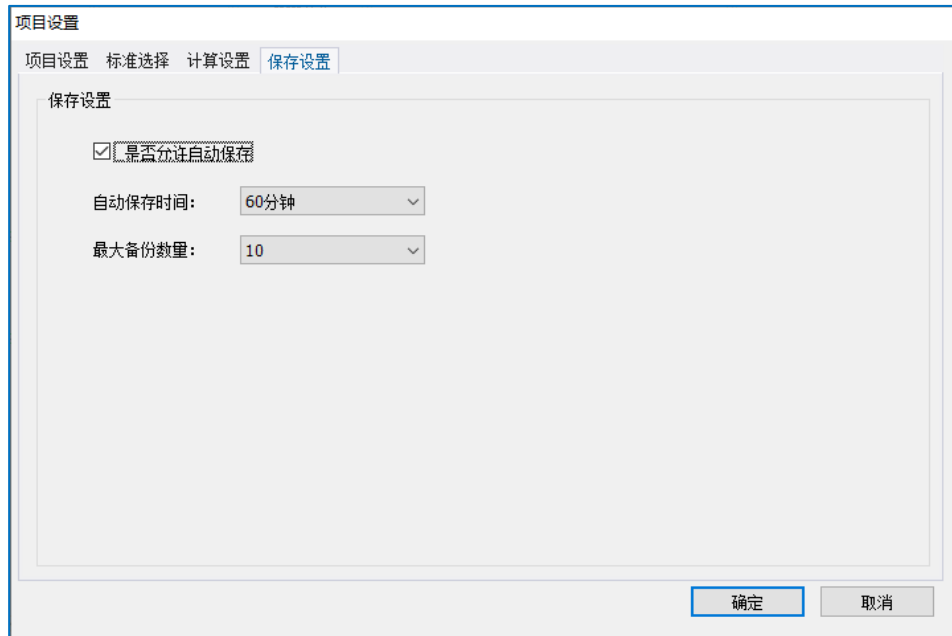 项目设置
项目设置 标准选择 计算设置 保存设置
保存设置
是否允许自动保存
自动保存时间： 60分钟
最大备份数量： 10
确定 取消